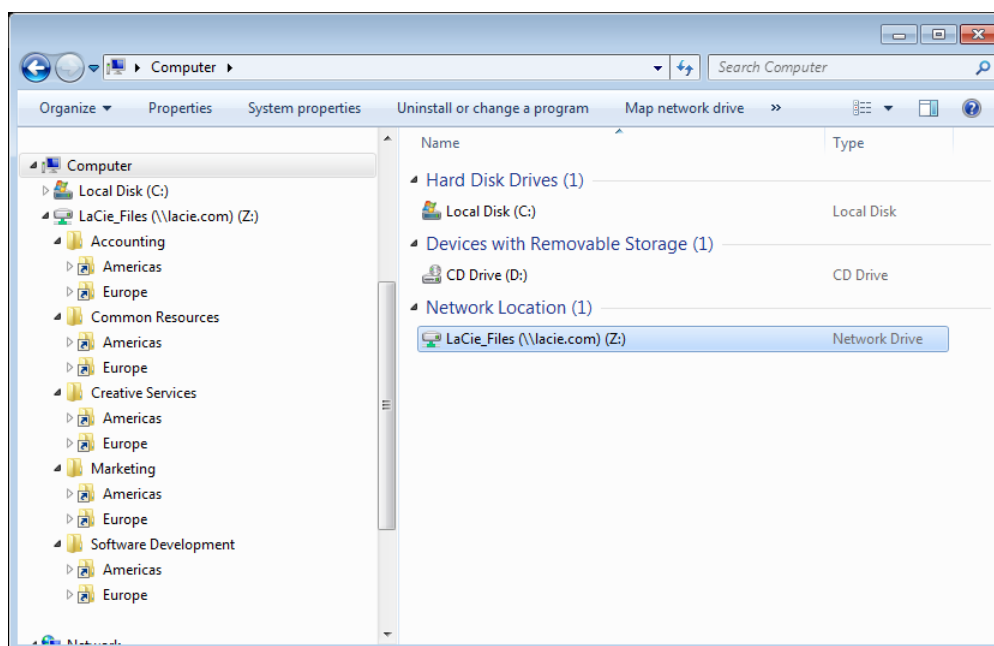 Computer
Search Computer
Organize
Properties
System properties
Uninstall or change a program
Map network drive
»
Computer
Local Disk (C:)
LaCie_Files (\\lacie.com) (Z:)
Accounting
Americas
Europe
Common Resources
Americas
Europe
Creative Services
Americas
Europe
Marketing
Americas
Europe
Software Development
Americas
Europe
Network
Name Type
Hard Disk Drives (1)
Local Disk (C:) Local Disk
Devices with Removable Storage (1)
CD Drive (D:) CD Drive
Network Location (1)
LaCie_Files (\\lacie.com) (Z:) Network Drive